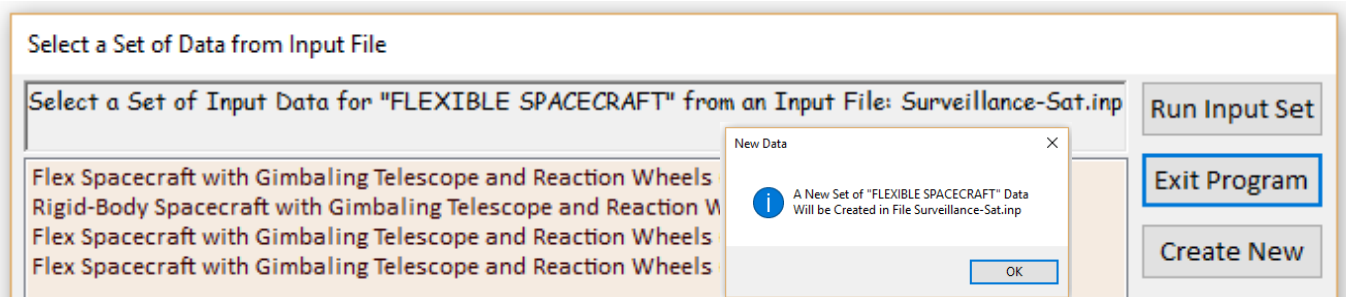 Select a Set of Data from Input File
Select a Set of Input Data for "FLEXIBLE SPACECRAFT" from an Input File: Surveillance-Sat.inp
Run Input Set
New Data
Flex Spacecraft with Gimbaling Telescope and Reaction Wheels
Rigid-Body Spacecraft with Gimbaling Telescope and Reaction
Flex Spacecraft with Gimbaling Telescope and Reaction Wheels
Flex Spacecraft with Gimbaling Telescope and Reaction Wheels
A New Set of "FLEXIBLE SPACECRAFT" Data
Will be Created in File Surveillance-Sat.inp
OK
Exit Program
Create New